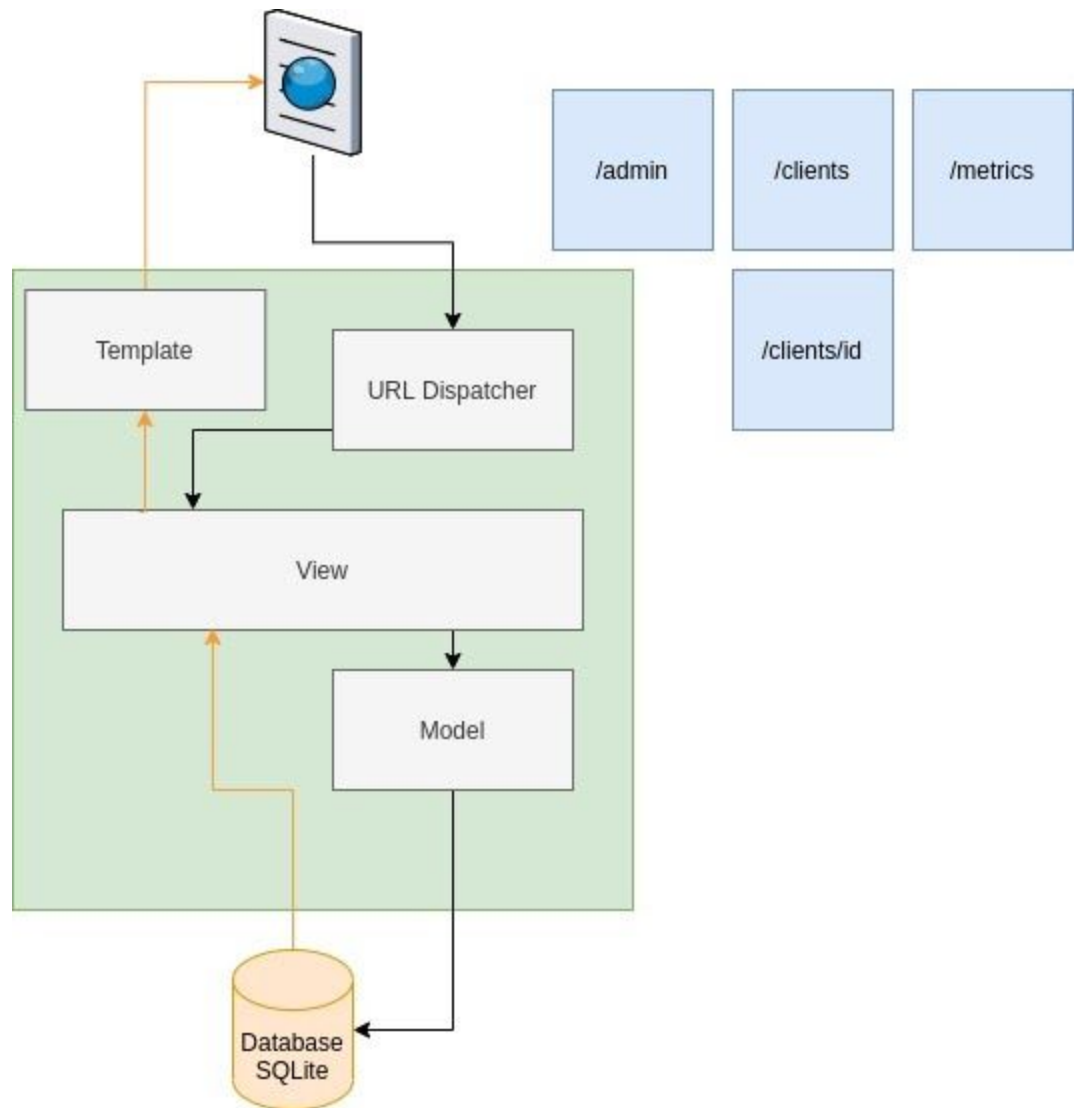 /admin
/clients
/metrics
Template
/clients/id
URL Dispatcher
View
Model
Database
SQLite